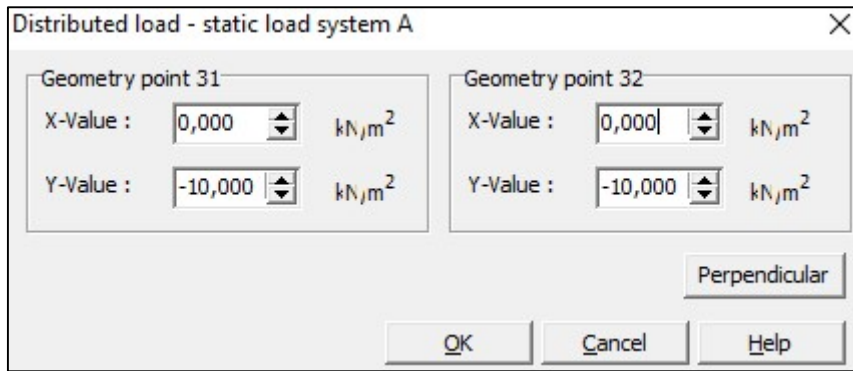 Distributed load - static load system A
Geometry point 31
X-Value : 0,000 kN/m²
Y-Value : -10,000 kN/m²
Geometry point 32
X-Value : 0,000 kN/m²
Y-Value : -10,000 kN/m²
Perpendicular
OK Cancel Help